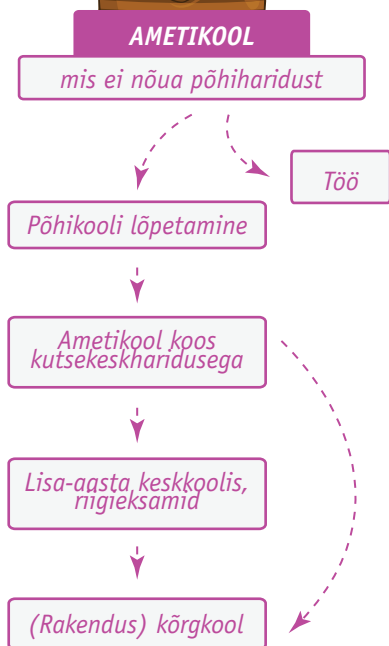 AMETIKOOL
mis ei nõua põhiharidust
Töö
Põhikooli lõpetamine
Ametikool koos
kutsekeskharidusega
Lisa-aasta keskkoolis,
riigieksamid
(Rakendus) kõrgkool